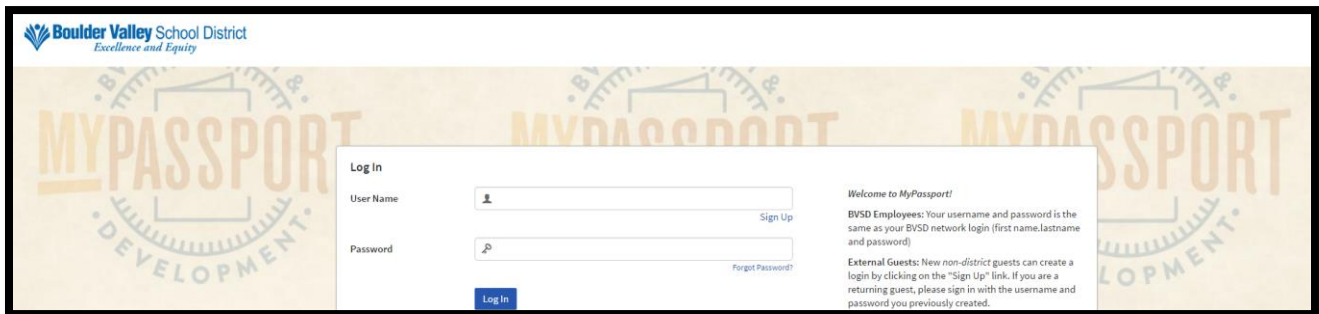 Boulder Valley School District
Excellence and Equity
MYPASSPORT
DEVELOPMENT
MYPASSPORT
MYPASSPORT
Log In
User Name
Sign Up
Password
Forgot Password?
Log In
Welcome to MyPassport!
BVSD Employees: Your username and password is the
same as your BVSD network login (first name.lastname
and password)
External Guests: New non-district guests can create a
login by clicking on the "Sign Up" link. If you are a
returning guest, please sign in with the username and
password you previously created.